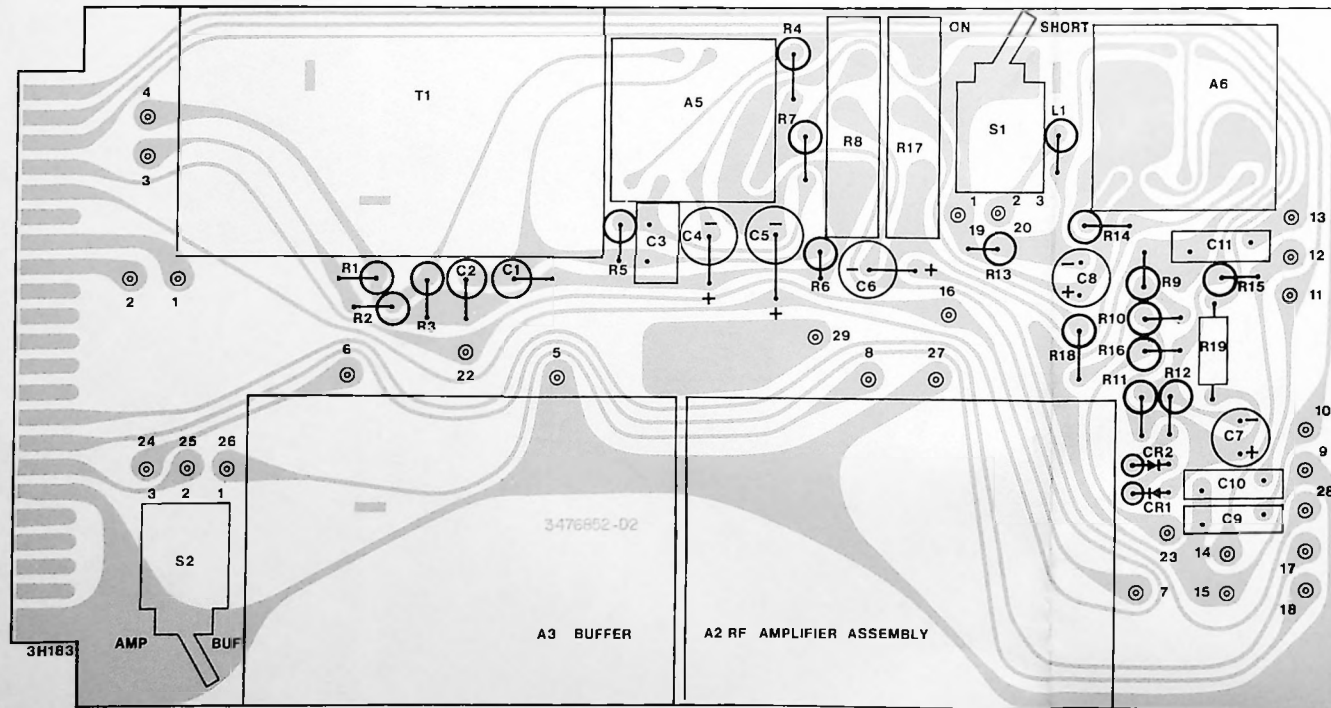 R4
ON
SHORT
4
T1
A5
A6
R7
L1
R8
R17
S1
3
1
2
3
13
19
20
C3
C4
−
C5
−
R14
C11
R5
R13
12
R1
C2
C1
R6
−
C6
+
−
C8
+
R9
R15
11
2
1
R2
R3
+
+
16
R10
R18
R16
R19
6
22
5
29
8
27
R11
R12
10
24
25
26
C7
−
+
9
CR2
3
2
1
C10
28
CR1
3476852-D2
C9
S2
23
14
17
7
15
18
AMP
BUF
A3 BUFFER
A2 RF AMPLIFIER ASSEMBLY
3H183